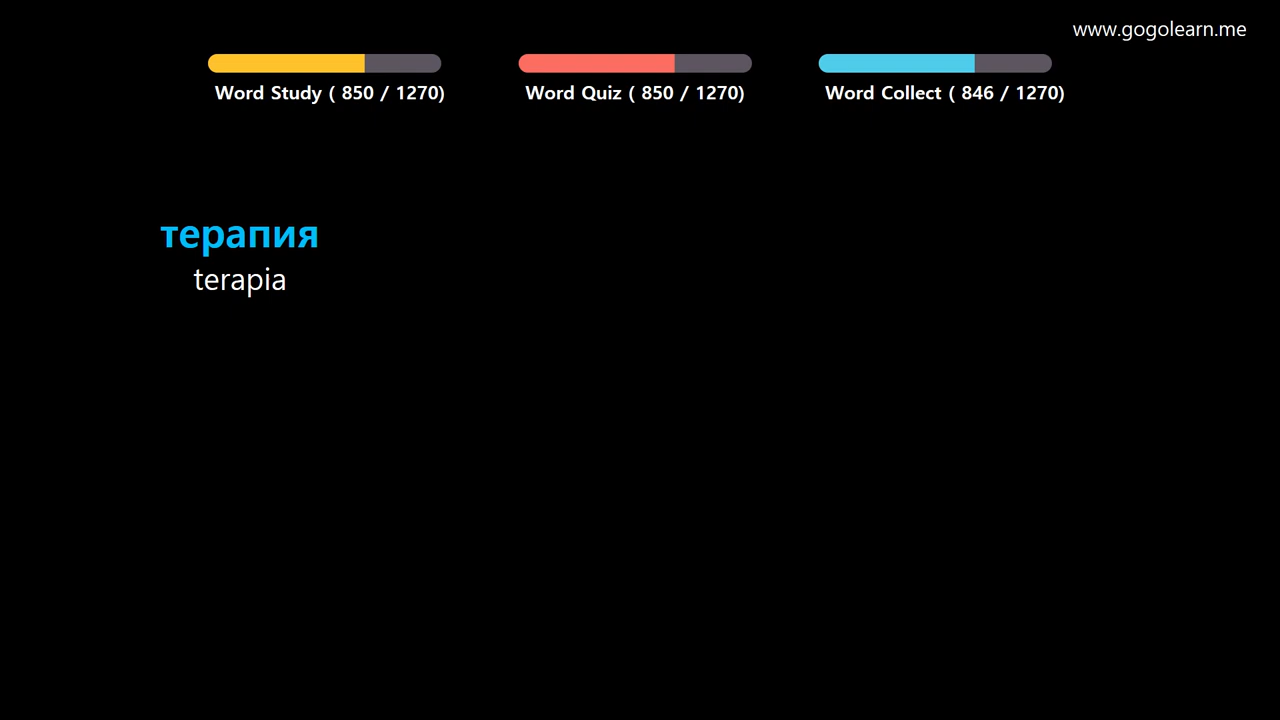 www.gogolearn.me
Word Study ( 850 / 1270)
Word Quiz ( 850 / 1270)
Word Collect ( 846 / 1270)
терапия
terapia